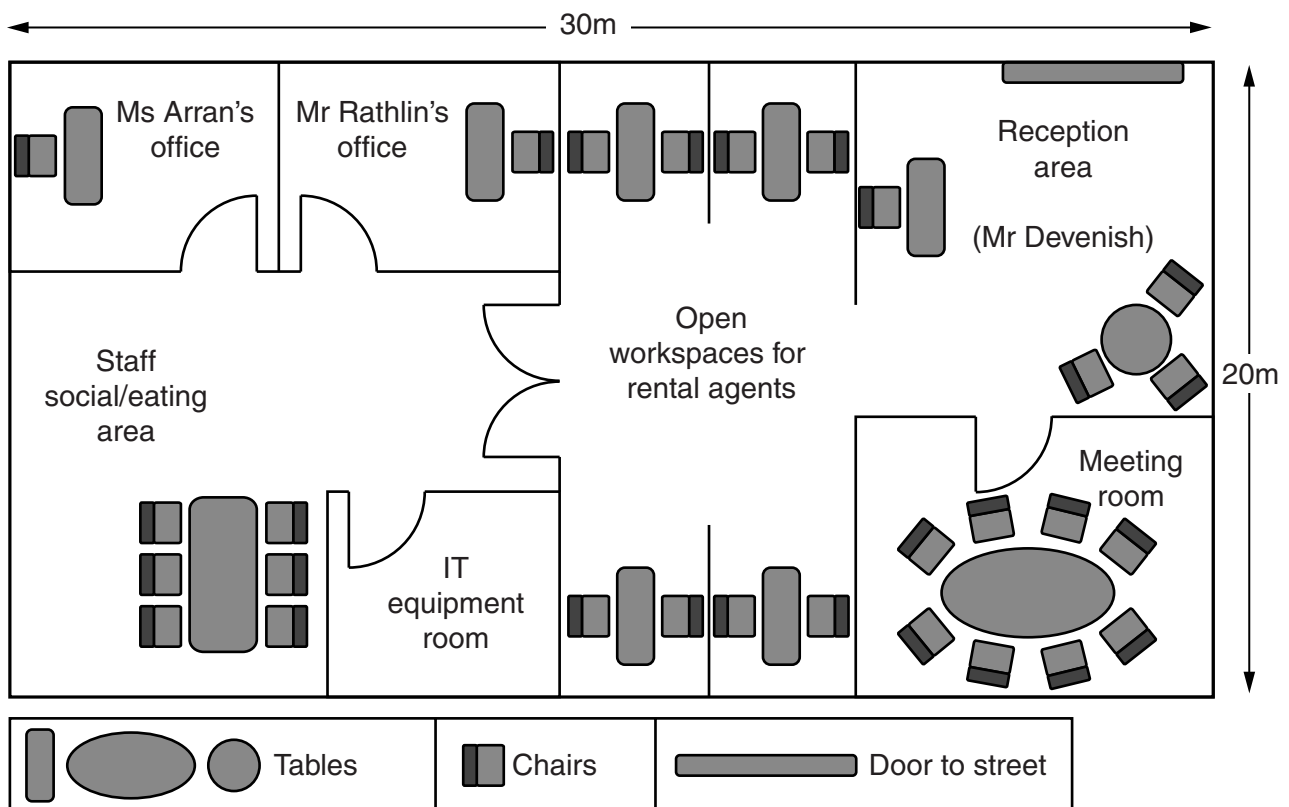 30m
Ms Arran's
office
Mr Rathlin's
office
Reception
area
(Mr Devenish)
Open
workspaces for
rental agents
Staff
social/eating
area
20m
Meeting
room
IT
equipment
room
Tables
Chairs
Door to street